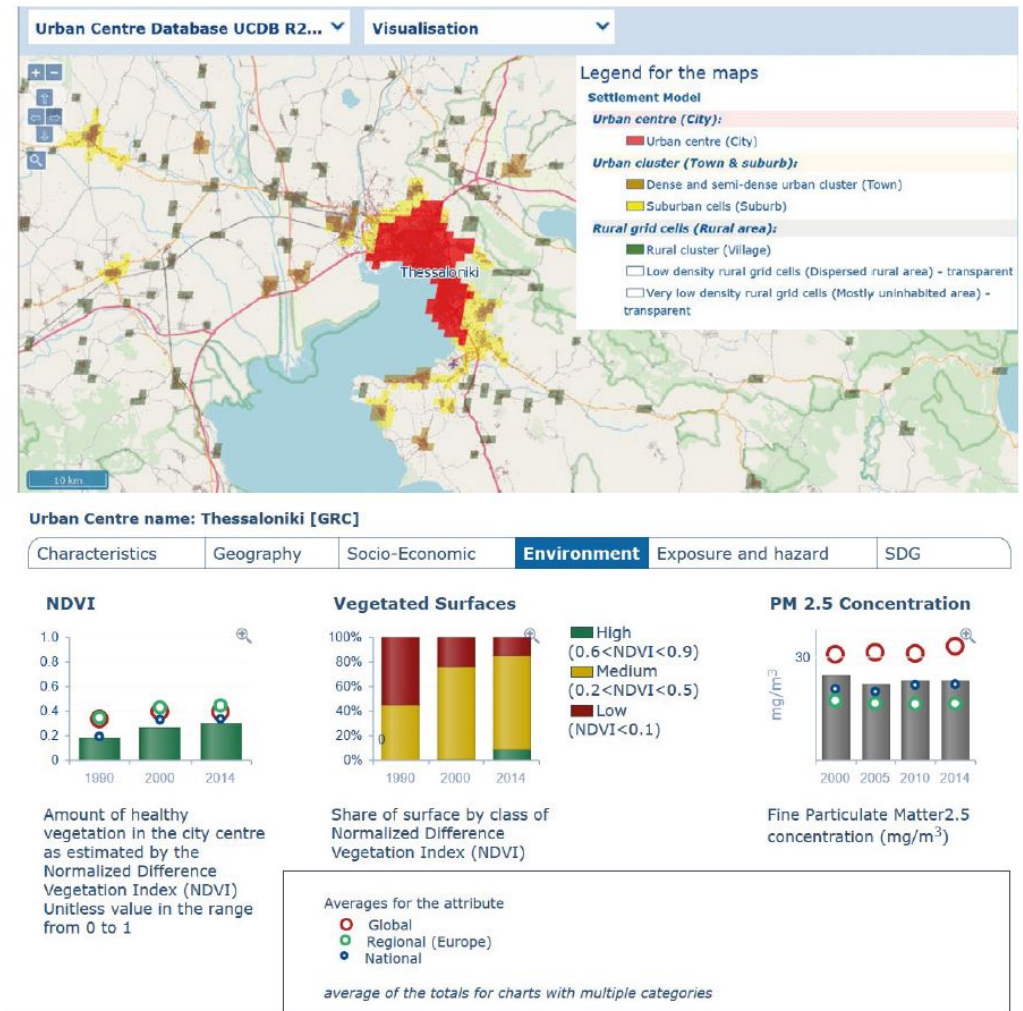 Urban Centre Database UCDB R2...
Visualisation
Legend for the maps
Settlement Model
Urban centre (City):
Urban centre (City)
Urban cluster (Town & suburb):
Dense and semi-dense urban cluster (Town)
Suburban cells (Suburb)
Rural grid cells (Rural area):
Rural cluster (Village)
Low density rural grid cells (Dispersed rural area) - transparent
Very low density rural grid cells (Mostly uninhabited area) -
transparent
Thessaloniki
10 km
Urban Centre name: Thessaloniki [GRC]
Characteristics
Geography
Socio-Economic
Environment
Exposure and hazard
SDG
NDVI
1.0
0.8
0.6
0.4
0.2
0
1990 2000 2014
Amount of healthy
vegetation in the city centre
as estimated by the
Normalized Difference
Vegetation Index (NDVI)
Unitless value in the range
from 0 to 1
Vegetated Surfaces
100%
80%
60%
40%
20%
0%
0
1990 2000 2014
High
(0.6<NDVI<0.9)
Medium
(0.2<NDVI<0.5)
Low
(NDVI<0.1)
Share of surface by class of
Normalized Difference
Vegetation Index (NDVI)
PM 2.5 Concentration
30
mg/m³
2000 2005 2010 2014
Fine Particulate Matter2.5
concentration (mg/m³)
Averages for the attribute
Global
Regional (Europe)
National
average of the totals for charts with multiple categories